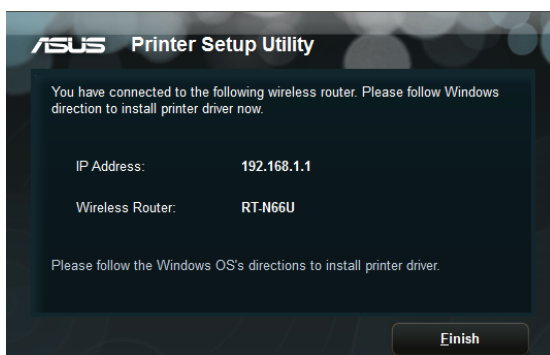 ASUS Printer Setup Utility
You have connected to the following wireless router. Please follow Windows
direction to install printer driver now.
IP Address: 192.168.1.1
Wireless Router: RT-N66U
Please follow the Windows OS's directions to install printer driver.
Finish